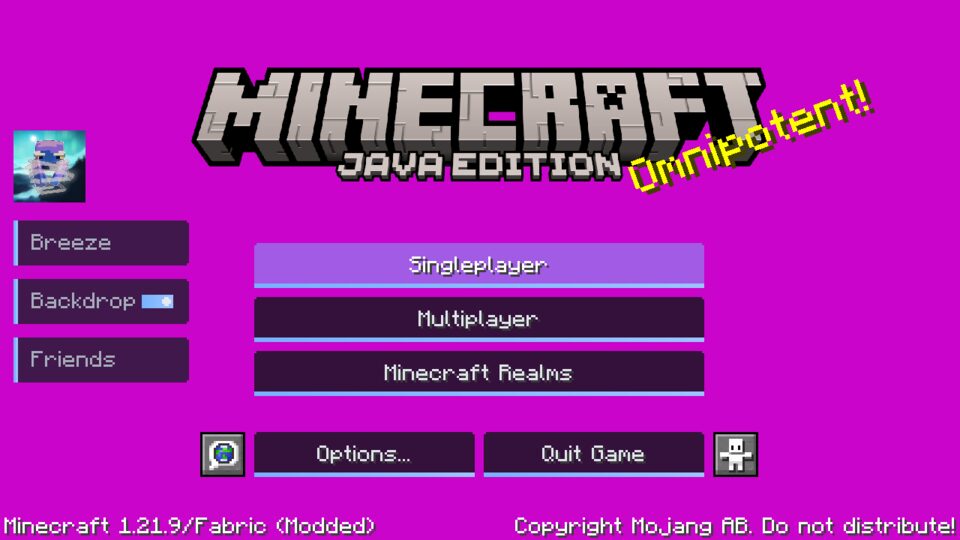 MINECRAFT
JAVA EDITION
Omnipotent!
Breeze
Backdrop
Friends
Singleplayer
Multiplayer
Minecraft Realms
Options...
Quit Game
Minecraft 1.21.9/Fabric (Modded)
Copyright Mojang AB. Do not distribute!